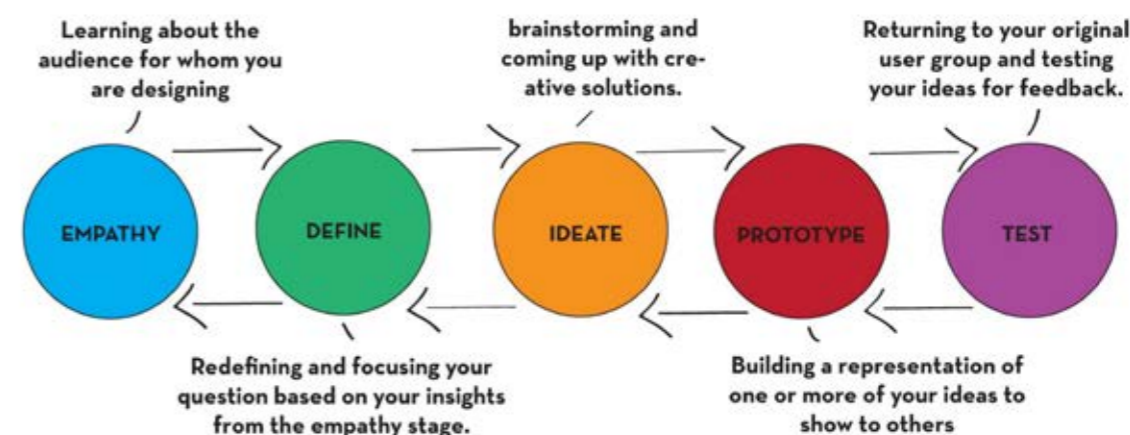 Learning about the
audience for whom you
are designing
brainstorming and
coming up with cre-
ative solutions.
Returning to your original
user group and testing
your ideas for feedback.
EMPATHY
DEFINE
IDEATE
PROTOTYPE
TEST
Redefining and focusing your
question based on your insights
from the empathy stage.
Building a representation of
one or more of your ideas to
show to others